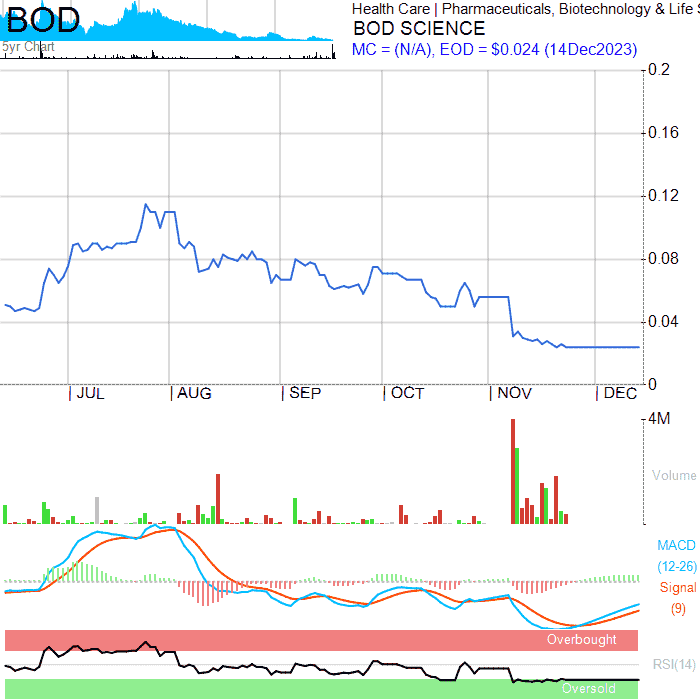 BOD
5yr Chart
Health Care | Pharmaceuticals, Biotechnology & Life S
BOD SCIENCE
MC = (N/A), EOD = $0.024 (14Dec2023)
0.2
0.16
0.12
0.08
0.04
0
| JUL | AUG | SEP | OCT | NOV | DEC
4M
Volume
MACD
(12-26)
Signal
(9)
Overbought
RSI(14)
Oversold